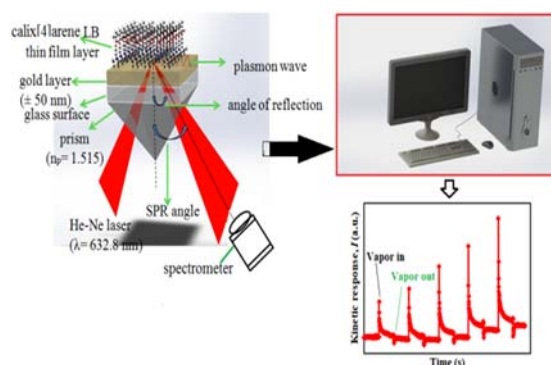 calix[4]arene LB
thin film layer
gold layer
(± 50 nm)
glass surface
prism
(np= 1.515)
He-Ne laser
(λ= 632.8 nm)
SPR angle
spectrometer
plasmon wave
angle of reflection
Kinetic response, I (a.u.)
Vapor in
Vapor out
Time (s)